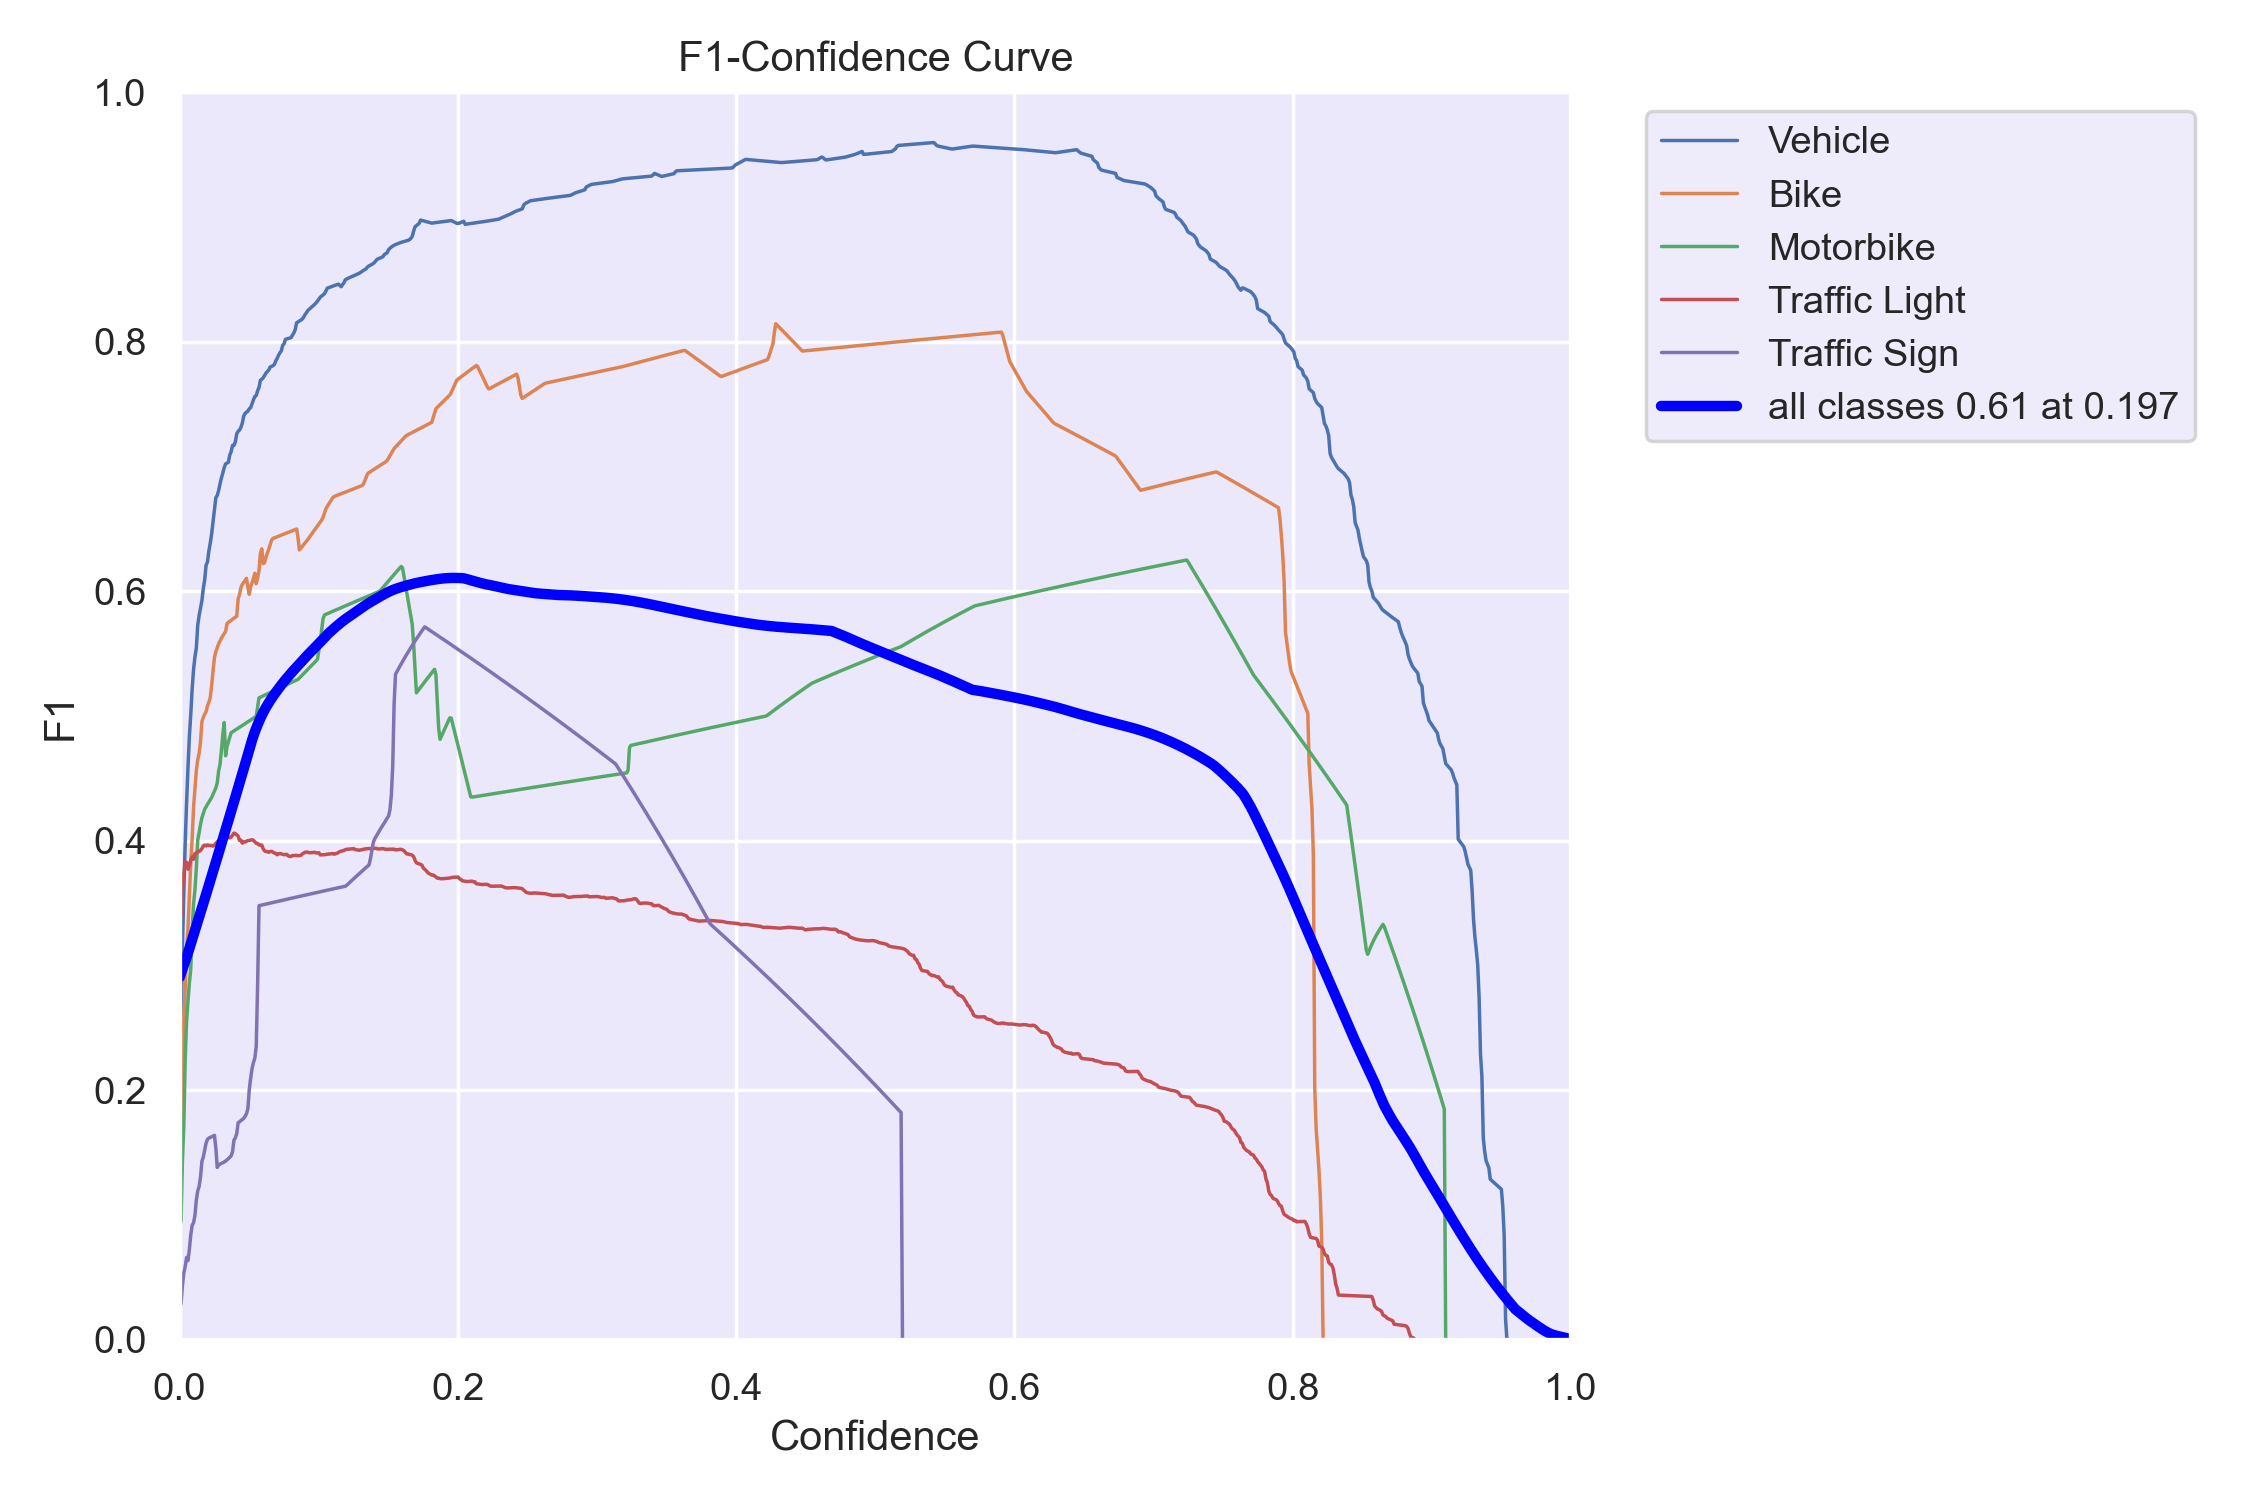 F1-Confidence Curve
1.0
0.8
0.6
0.4
0.2
0.0
F1
0.0 0.2 0.4 0.6 0.8 1.0
Confidence
Vehicle
Bike
Motorbike
Traffic Light
Traffic Sign
all classes 0.61 at 0.197